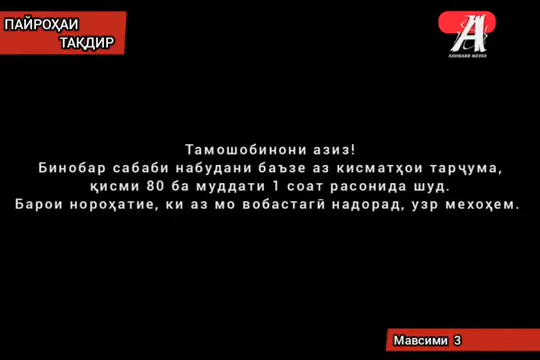 ПАЙРОҲАИ
ТАҚДИР
Тамошобинони азиз!
Бинобар сабаби набудани баъзе аз кисматҳои тарҷума,
қисми 80 ба муддати 1 соат расонида шуд.
Барои нороҳатие, ки аз мо вобастагӣ надорад, узр мехоҳем.
Мавсими 3